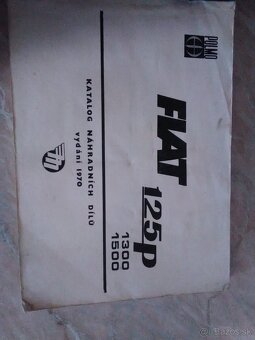 POLMO
FIAT 125p
1300
1500
KATALOG NÁHRADNÍCH DÍLŮ
vydání 1970